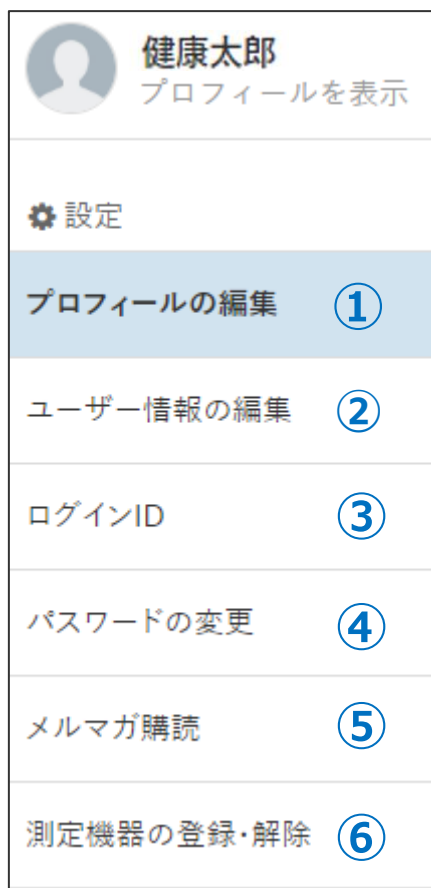 健康太郎
プロフィールを表示
設定
プロフィールの編集 ①
ユーザー情報の編集 ②
ログインID ③
パスワードの変更 ④
メルマガ購読 ⑤
測定機器の登録・解除 ⑥